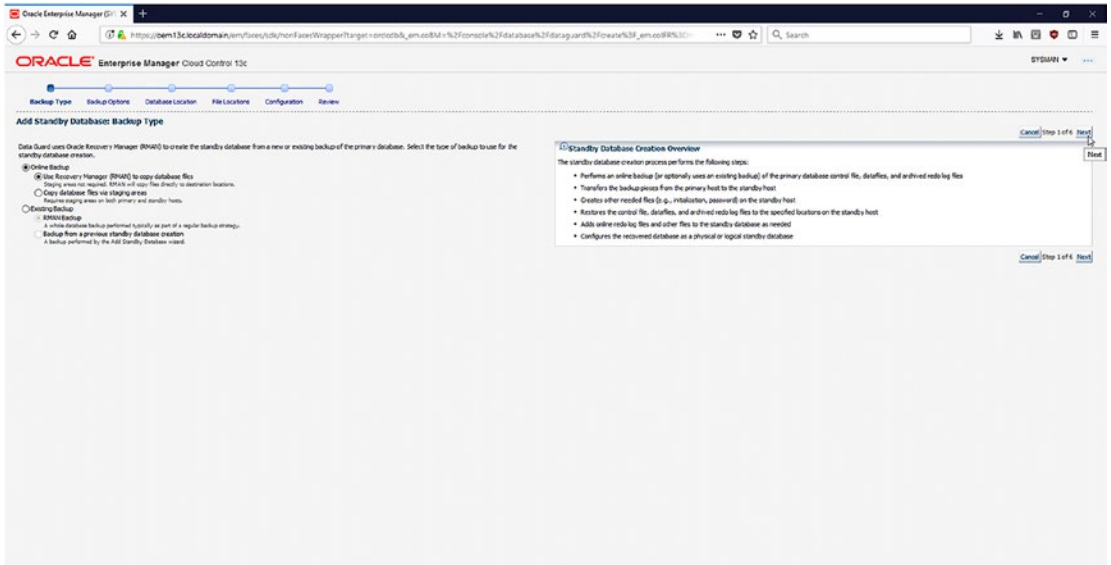 Oracle Enterprise Manager (SY
https://oem13c.localdomain/em/faces/sdk/nonFacesWrapper?target=
Search
ORACLE Enterprise Manager Cloud Control 13c
SYSMAN
Backup Type Backup Options Database Location File Locations Configuration Review
Add Standby Database: Backup Type
Cancel Step 1 of 6 Next
Next
Data Guard uses Oracle Recovery Manager (RMAN) to create the standby database from a new or existing backup of the primary database. Select the type of backup to use for the
standby database creation.
Online Backup
Use Recovery Manager (RMAN) to copy database files
Staging areas not required. RMAN will copy files directly to destination locations.
Copy database files via staging areas
Requires staging areas on both primary and standby hosts.
Existing Backup
RMAN Backup
A whole database backup performed typically as part of a regular backup strategy.
Backup from a previous standby database creation
A backup performed by the Add Standby Database wizard.
Standby Database Creation Overview
The standby database creation process performs the following steps:
• Performs an online backup (or optionally uses an existing backup) of the primary database control file, datafiles, and archived redo log files
• Transfers the backup pieces from the primary host to the standby host
• Creates other needed files (e.g., initialization, password) on the standby host
• Restores the control file, datafiles, and archived redo log files to the specified locations on the standby host
• Adds online redo log files and other files to the standby database as needed
• Configures the recovered database as a physical or logical standby database
Cancel Step 1 of 6 Next